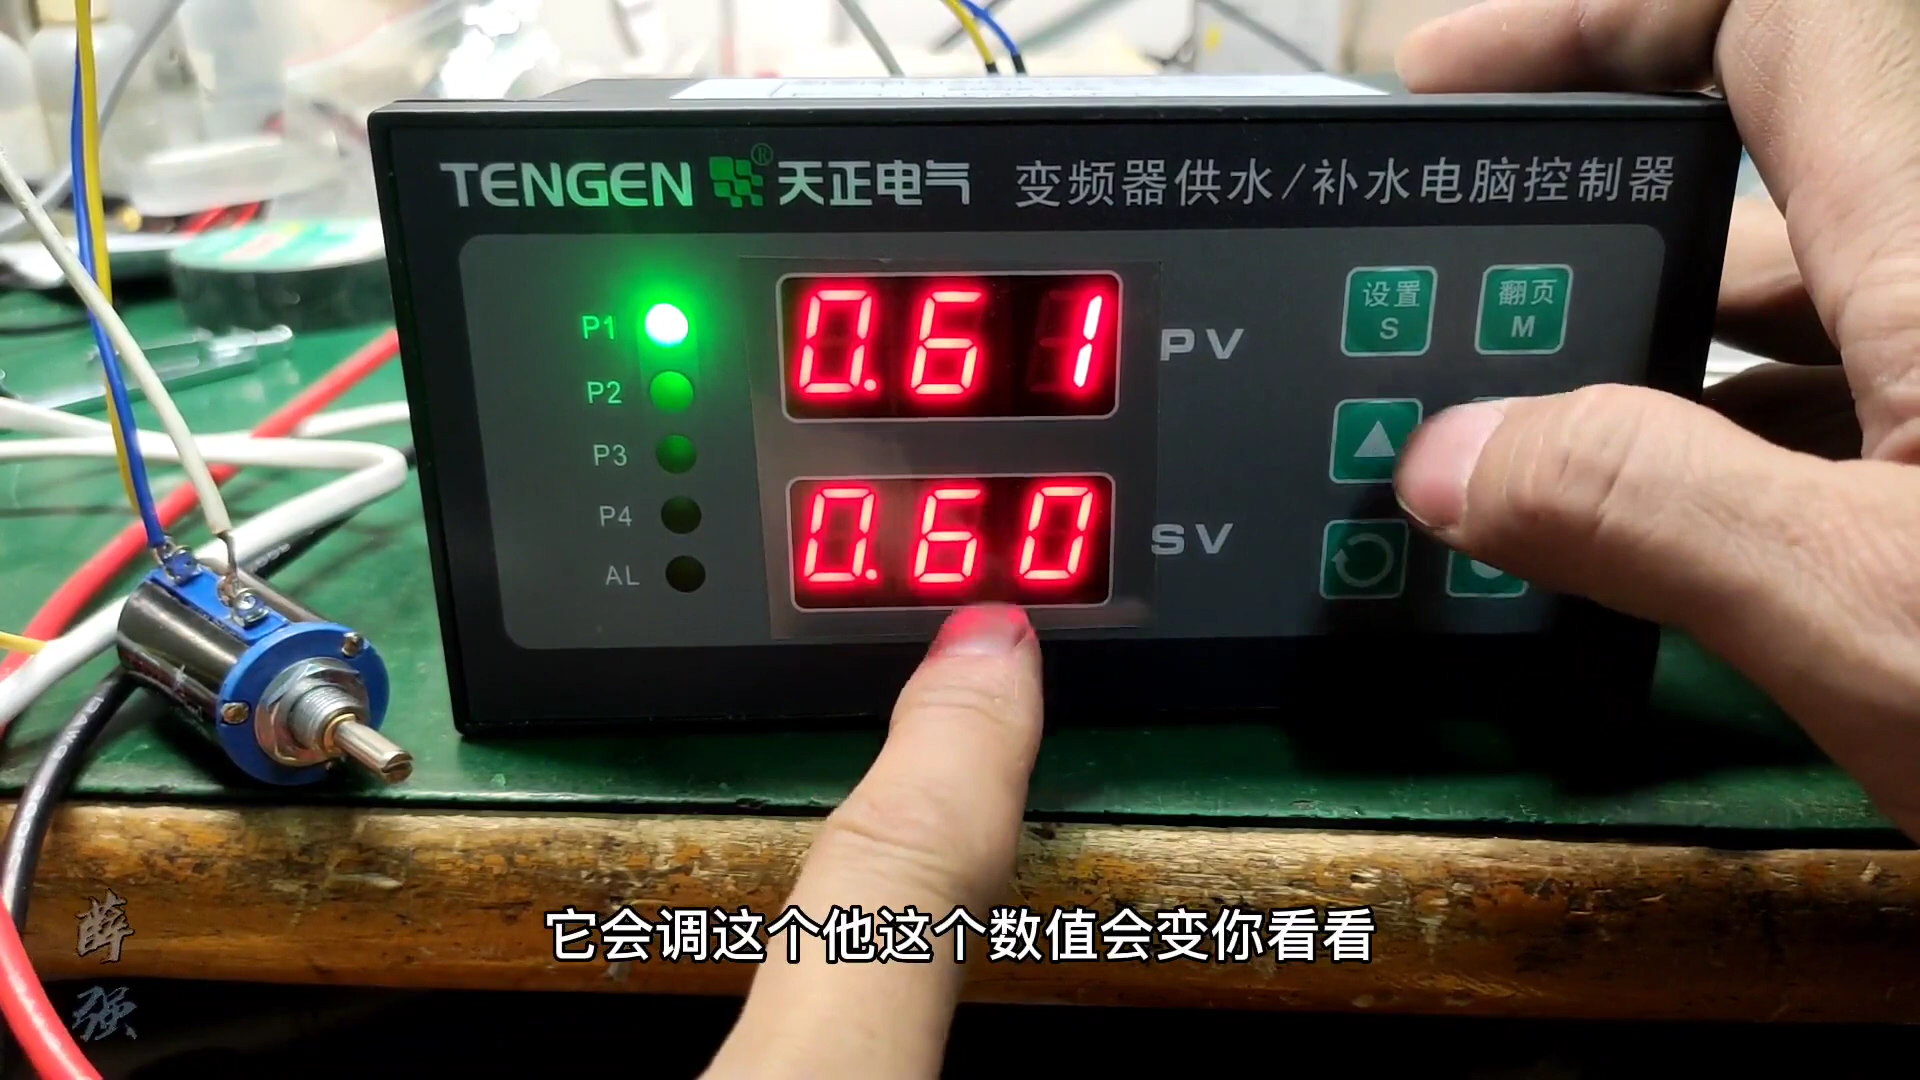 TENGEN ® 天正电气 变频器供水/补水电脑控制器
P1
P2
P3
P4
AL
0.61 PV
0.60 SV
设置 S
翻页 M
它会调这个他这个数值会变你看看
薛强